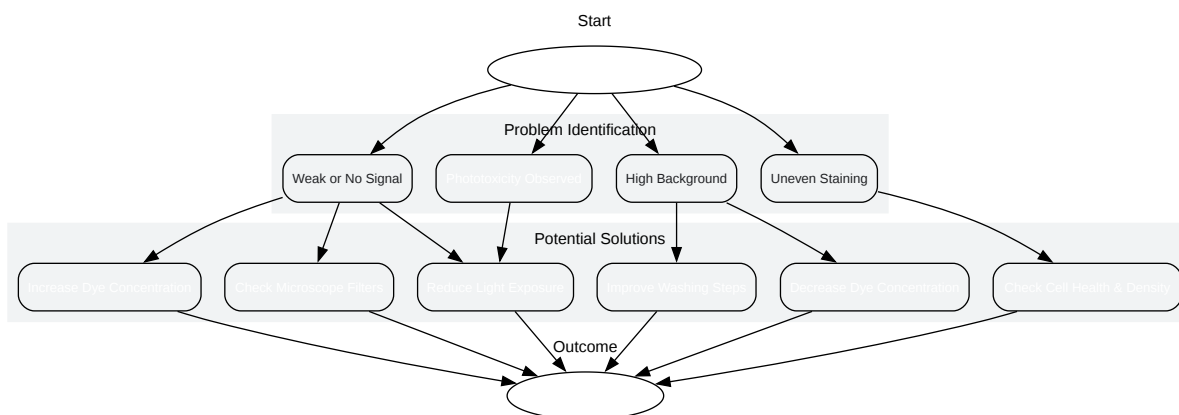 Start
Problem Identification
Weak or No Signal
Phototoxicity Observed
High Background
Uneven Staining
Potential Solutions
Increase Dye Concentration
Check Microscope Filters
Reduce Light Exposure
Improve Washing Steps
Decrease Dye Concentration
Check Cell Health & Density
Outcome